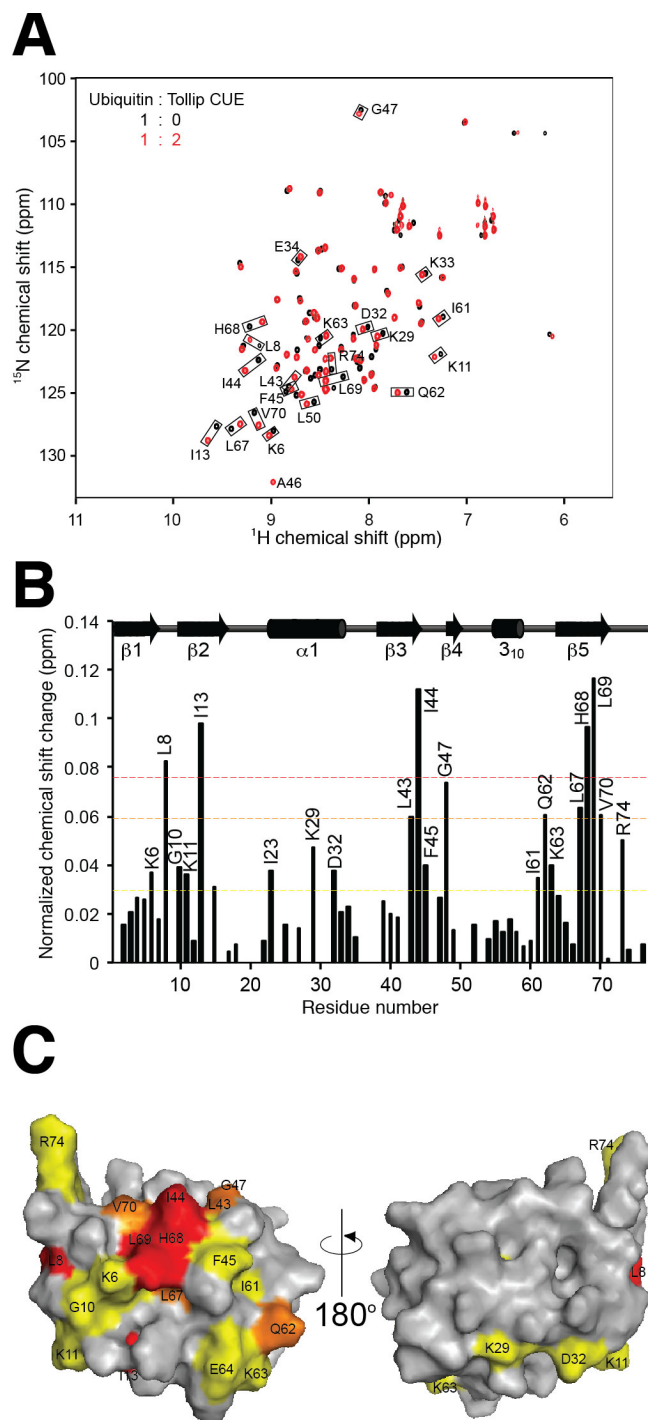 A
Ubiquitin : Tollip CUE
1 : 0
1 : 2
100
105
110
115
120
125
130
15N chemical shift (ppm)
G47
E34
K33
H68
L8
K63
D32
I61
K29
R74
K11
I44
L43
F45
L69
Q62
V70
L50
I13
L67
K6
A46
11
10
9
8
7
6
1H chemical shift (ppm)
B
Normalized chemical shift change (ppm)
0.14
0.12
0.1
0.08
0.06
0.04
0.02
0
β1
β2
α1
β3
β4
3₁₀
β5
K6
L8
G10
K11
I13
I23
K29
D32
L43
I44
F45
G47
I61
Q62
K63
L67
H68
L69
V70
R74
10
20
30
40
50
60
70
Residue number
C
R74
I44
G47
V70
L43
L69
H68
L8
K6
F45
I61
G10
L67
Q62
K11
I13
E64
K63
180°
R74
L8
K29
D32
K11
K63